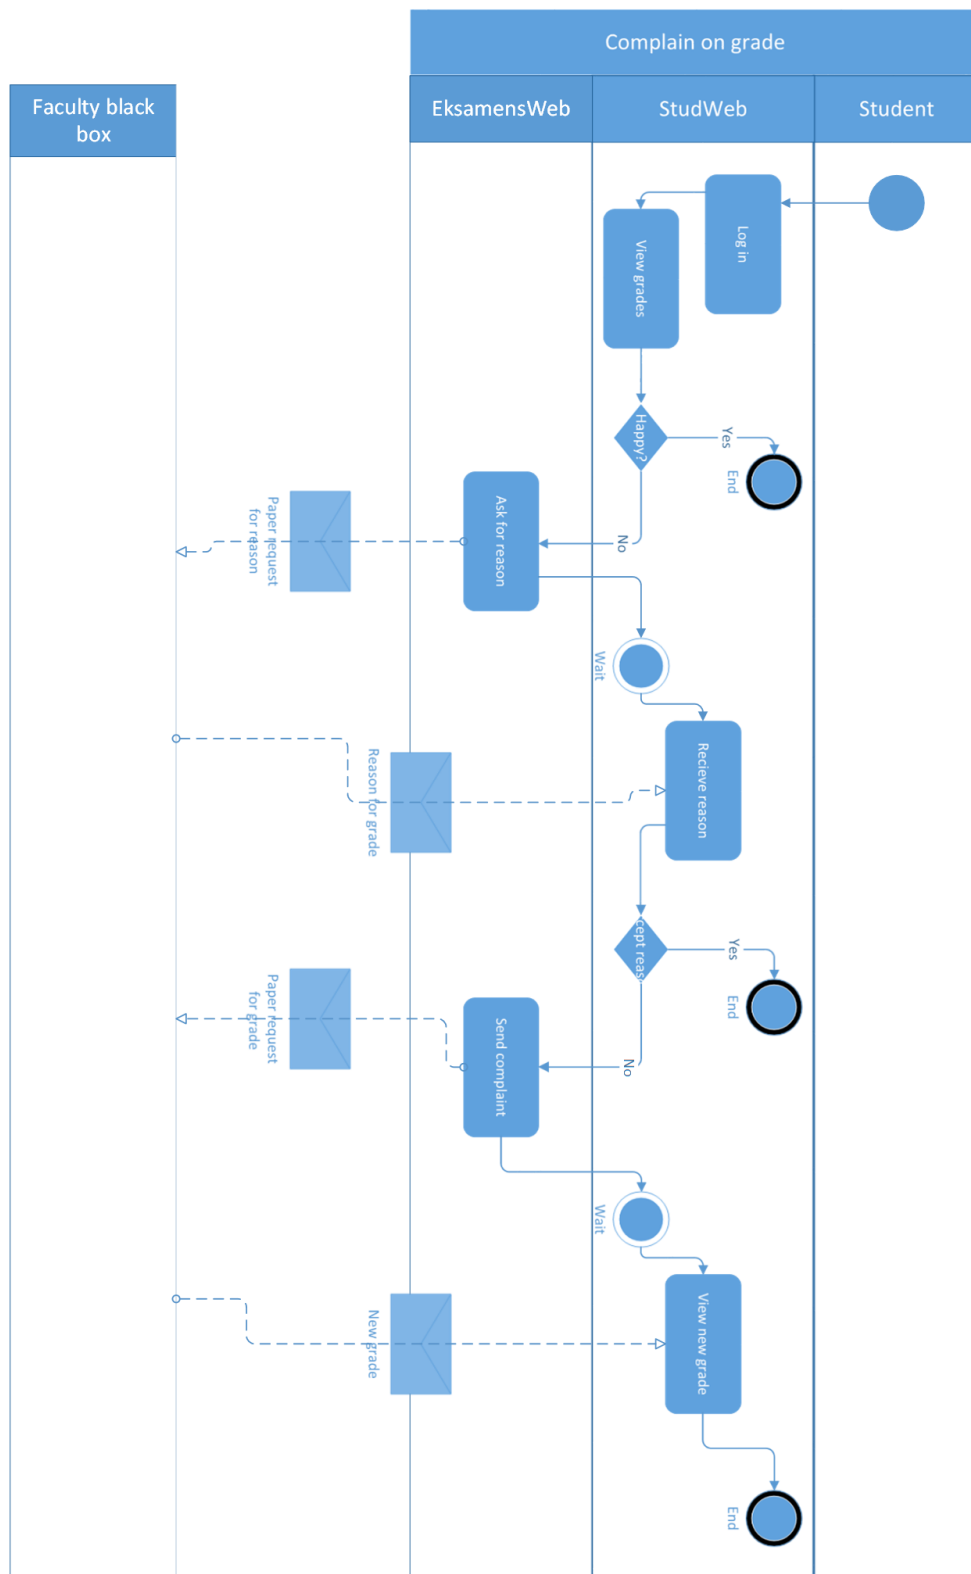 Complain on grade
Faculty black
box
EksamensWeb
StudWeb
Student
Log in
View grades
Happy?
Yes
End
No
Ask for reason
Paper request
for reason
Wait
Recieve reason
Reason for grade
cept reas
Yes
End
No
Send complaint
Paper request
for grade
Wait
View new grade
New grade
End